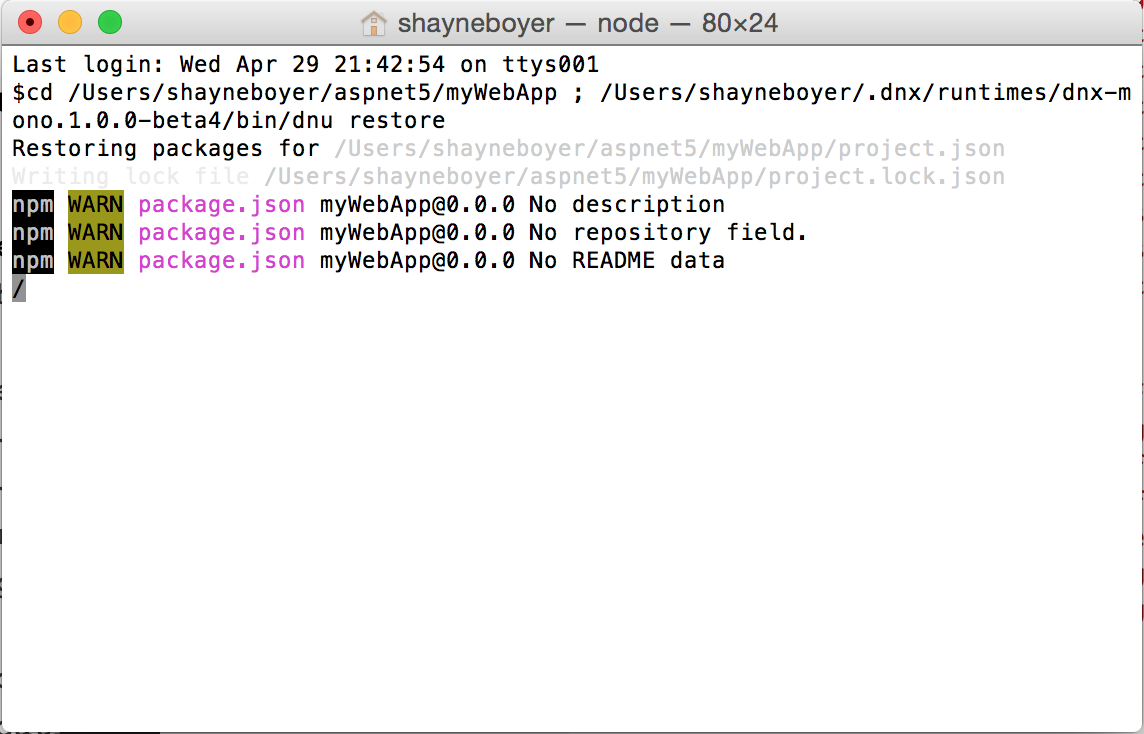 shayneboyer — node — 80×24
Last login: Wed Apr 29 21:42:54 on ttys001
$cd /Users/shayneboyer/aspnet5/myWebApp ; /Users/shayneboyer/.dnx/runtimes/dnx-m
ono.1.0.0-beta4/bin/dnu restore
Restoring packages for /Users/shayneboyer/aspnet5/myWebApp/project.json
Writing lock file /Users/shayneboyer/aspnet5/myWebApp/project.lock.json
npm WARN package.json myWebApp@0.0.0 No description
npm WARN package.json myWebApp@0.0.0 No repository field.
npm WARN package.json myWebApp@0.0.0 No README data
/